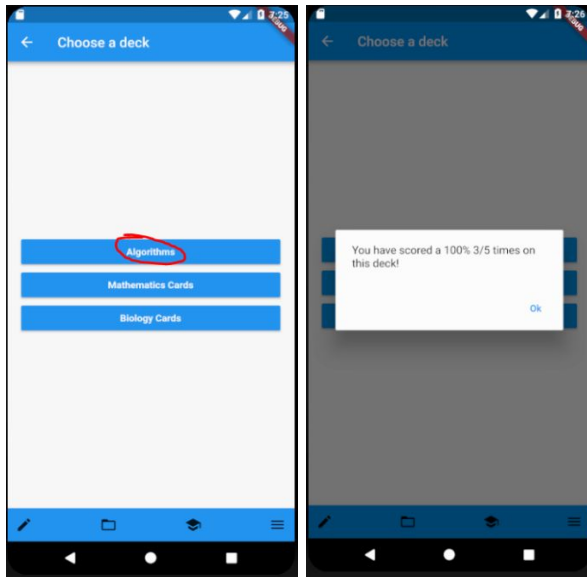 7:25
Choose a deck
Algorithms
Mathematics Cards
Biology Cards
7:26
Choose a deck
You have scored a 100% 3/5 times on
this deck!
Ok